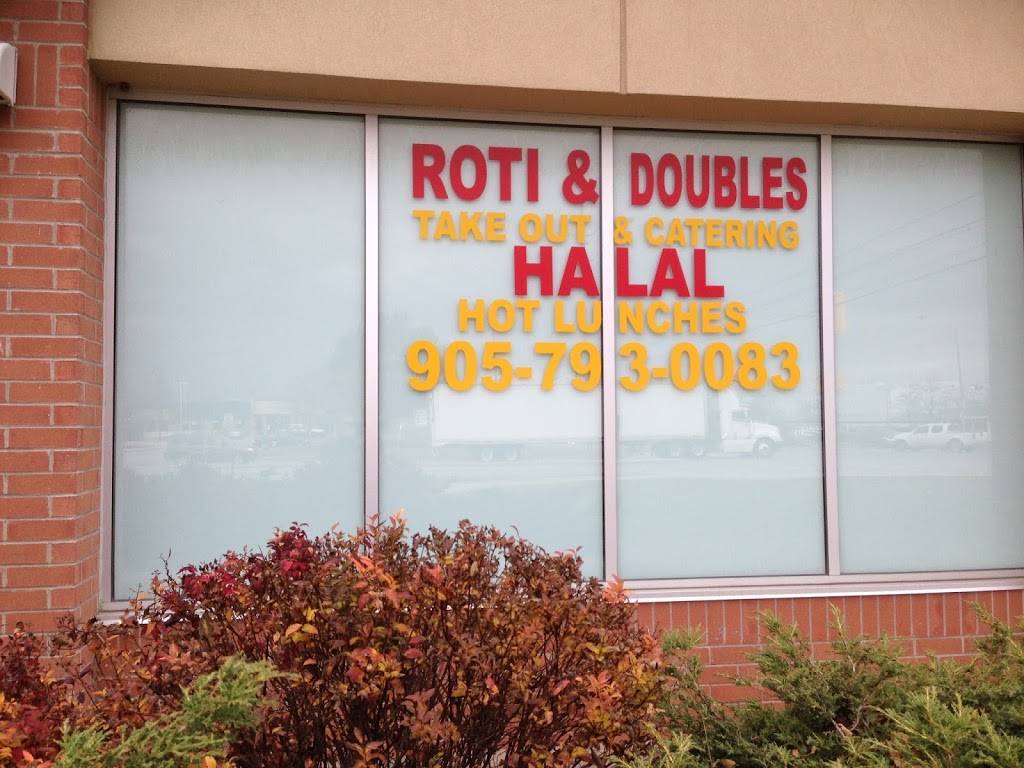 ROTI & DOUBLES
TAKE OUT & CATERING
HALAL
HOT LUNCHES
905-793-0083